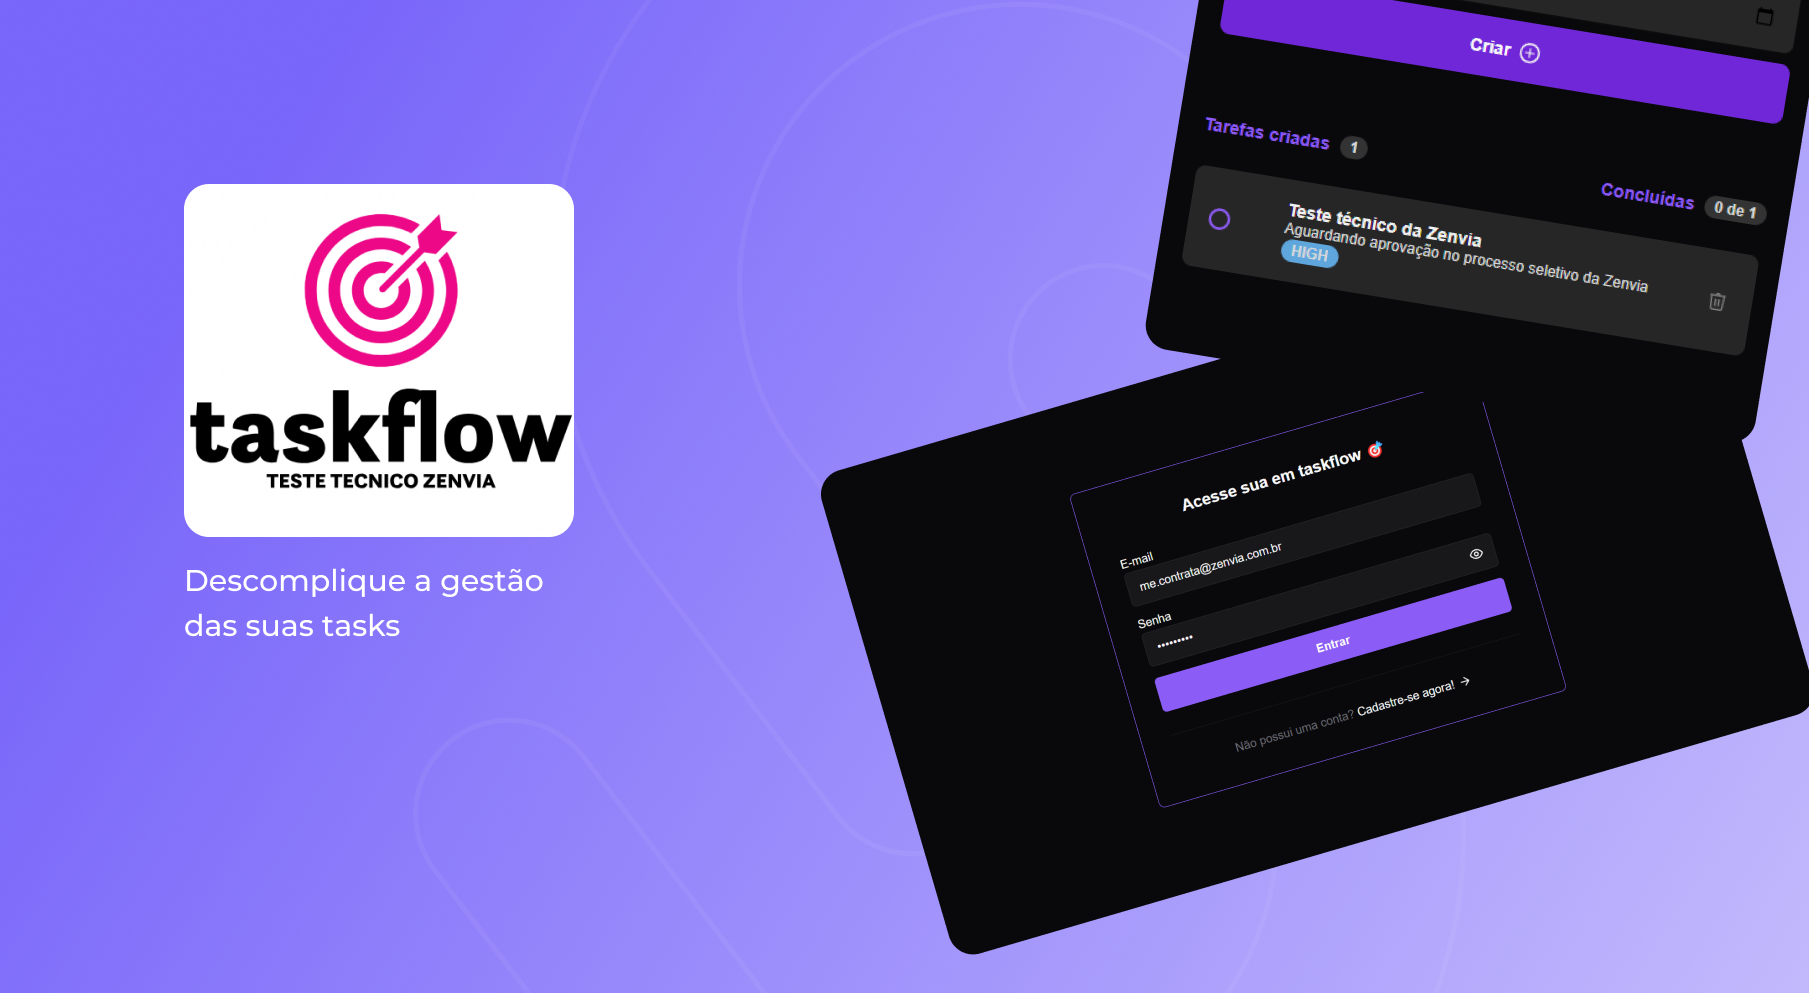 taskflow
TESTE TECNICO ZENVIA
Descomplique a gestão
das suas tasks
Criar
Tarefas criadas 1
Concluídas 0 de 1
Teste técnico da Zenvia
Aguardando aprovação no processo seletivo da Zenvia
HIGH
Acesse sua em taskflow
E-mail
me.contrata@zenvia.com.br
Senha
•••••••••
Entrar
Não possui uma conta? Cadastre-se agora! →